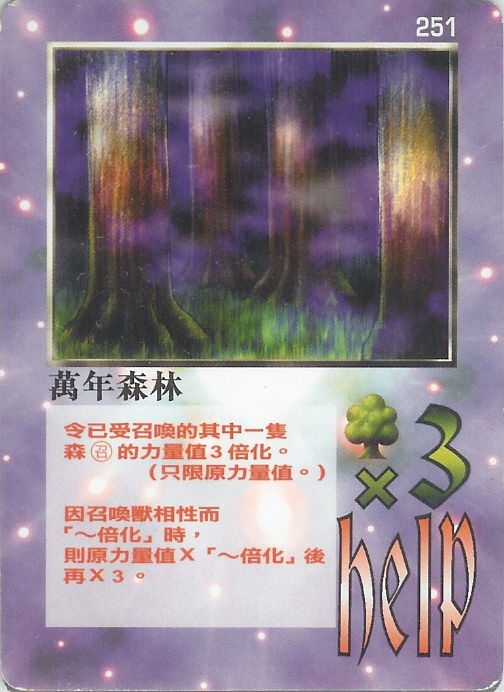 251
萬年森林
令已受召喚的其中一隻
森㊁的力量值3倍化。
(只限原力量值。)
因召喚獸相性而
「～倍化」時，
則原力量值X「～倍化」後
再X 3。
x3
help